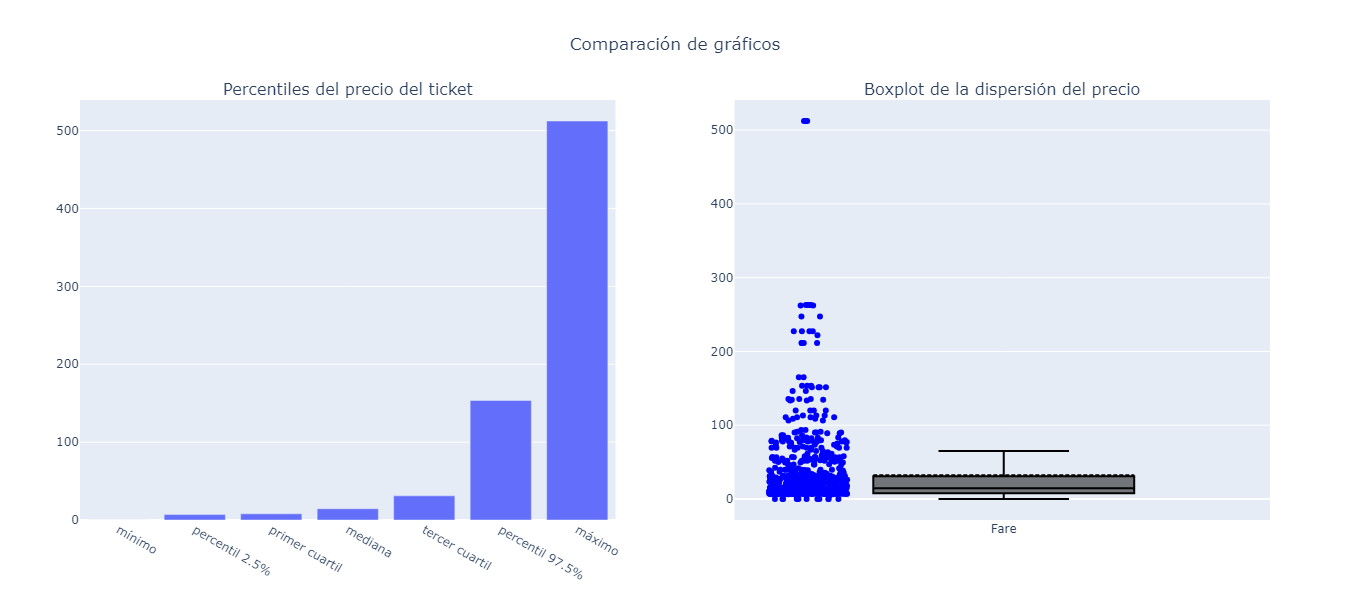 Comparación de gráficos
Percentiles del precio del ticket
500
400
300
200
100
0
mínimo
percentil 2.5%
primer cuartil
mediana
tercer cuartil
percentil 97.5%
máximo
Boxplot de la dispersión del precio
500
400
300
200
100
0
Fare